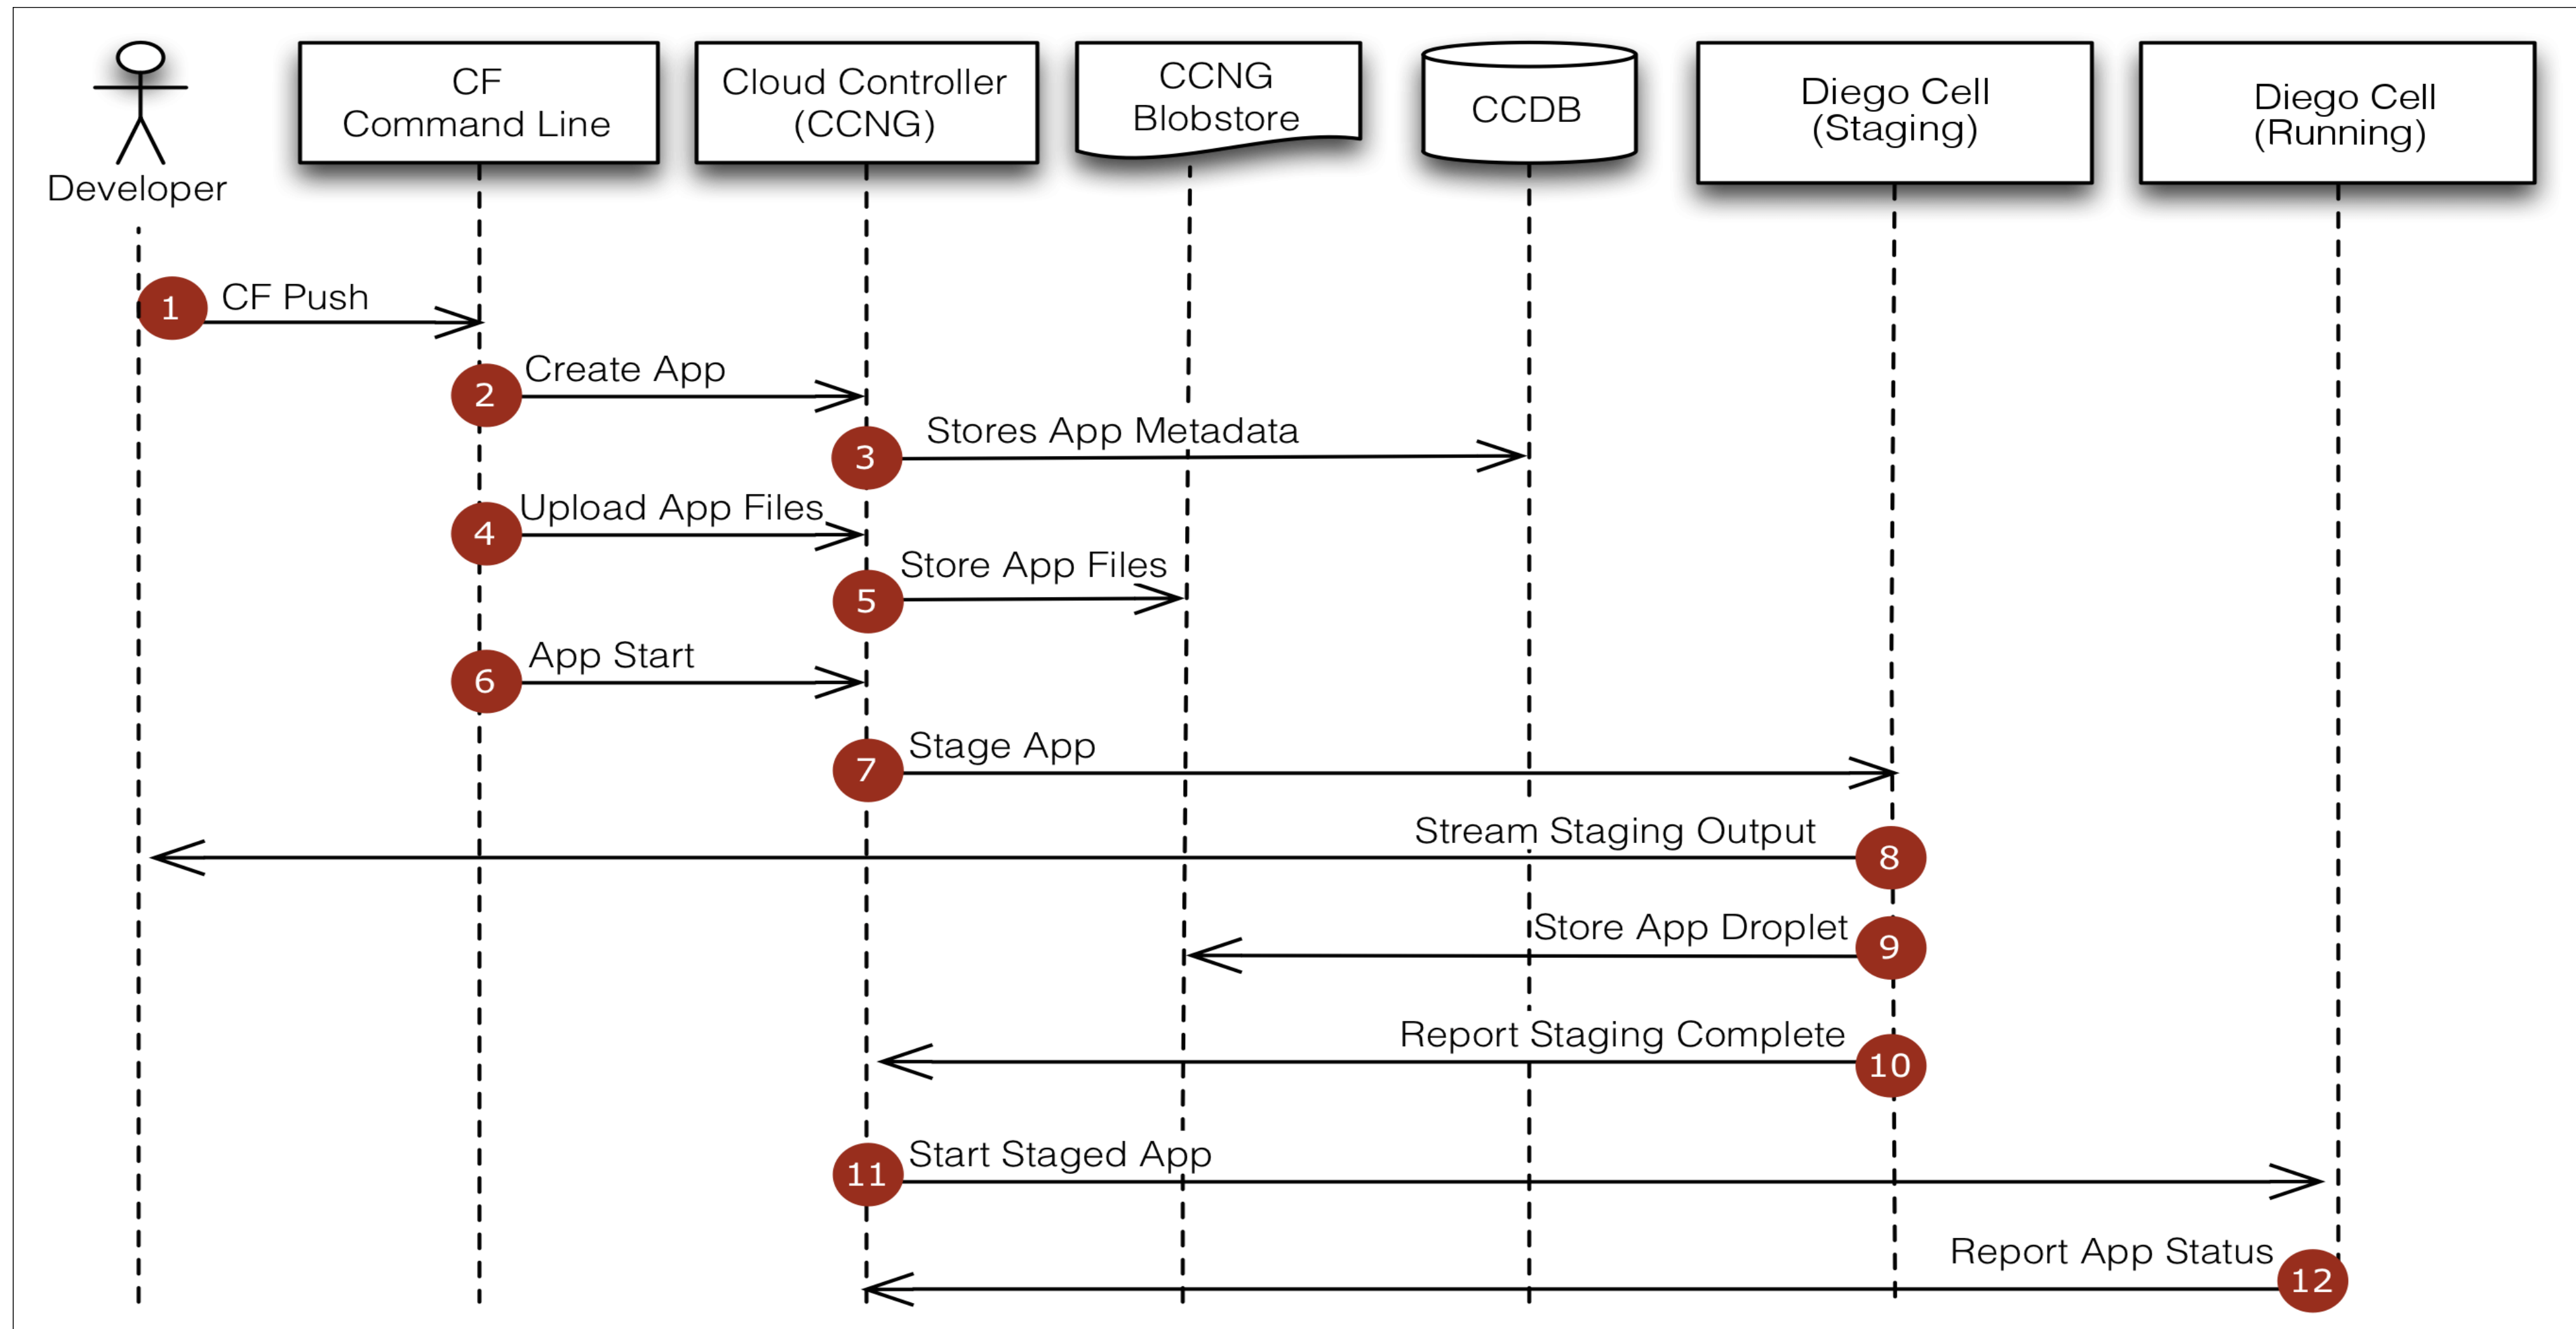 CF
Command Line
Cloud Controller
(CCNG)
CCNG
Blobstore
CCDB
Diego Cell
(Staging)
Diego Cell
(Running)
Developer
1 CF Push
2 Create App
3 Stores App Metadata
4 Upload App Files
5 Store App Files
6 App Start
7 Stage App
Stream Staging Output 8
Store App Droplet 9
Report Staging Complete 10
11 Start Staged App
Report App Status 12